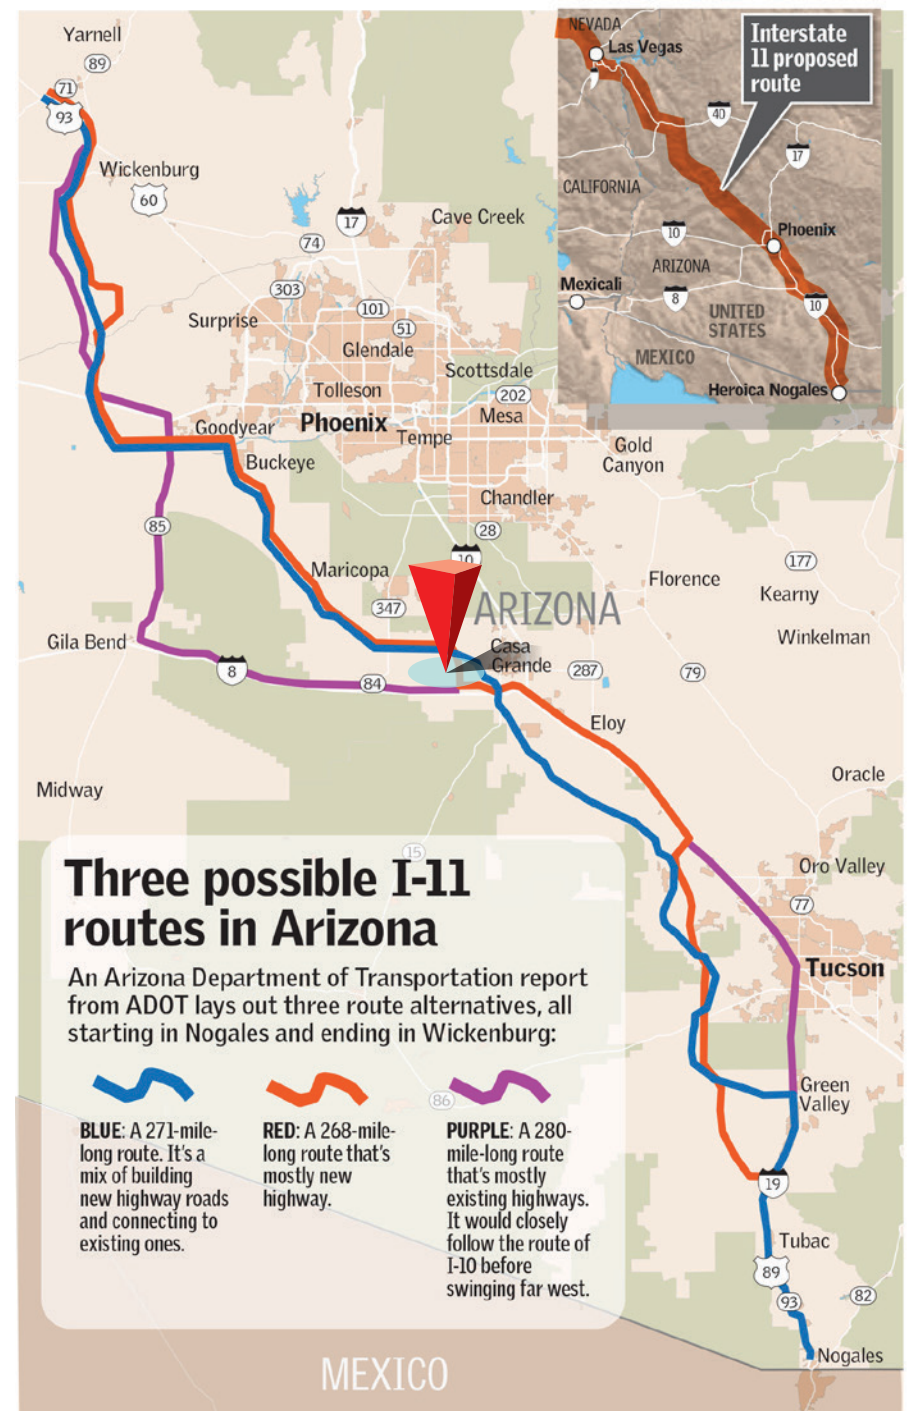 Yarnell
89
71
93
Wickenburg
60
17
Cave Creek
74
303
101
Surprise
51
Glendale
Scottsdale
Tolleson
202
Goodyear
Phoenix
Mesa
Tempe
Buckeye
Gold
Canyon
Chandler
85
28
10
177
Maricopa
Florence
347
ARIZONA
Kearny
Gila Bend
Casa
Grande
Winkelman
8
84
287
79
Eloy
Midway
Oracle
15
Oro Valley
77
Tucson
86
Green
Valley
19
Tubac
89
93
82
Nogales
MEXICO
NEVADA
Las Vegas
Interstate
11 proposed
route
40
17
CALIFORNIA
10
Phoenix
ARIZONA
Mexicali
8
10
UNITED
STATES
MEXICO
Heroica Nogales
Three possible I-11
routes in Arizona
An Arizona Department of Transportation report
from ADOT lays out three route alternatives, all
starting in Nogales and ending in Wickenburg:
BLUE: A 271-mile-
long route. It's a
mix of building
new highway roads
and connecting to
existing ones.
RED: A 268-mile-
long route that's
mostly new
highway.
PURPLE: A 280-
mile-long route
that's mostly
existing highways.
It would closely
follow the route of
I-10 before
swinging far west.